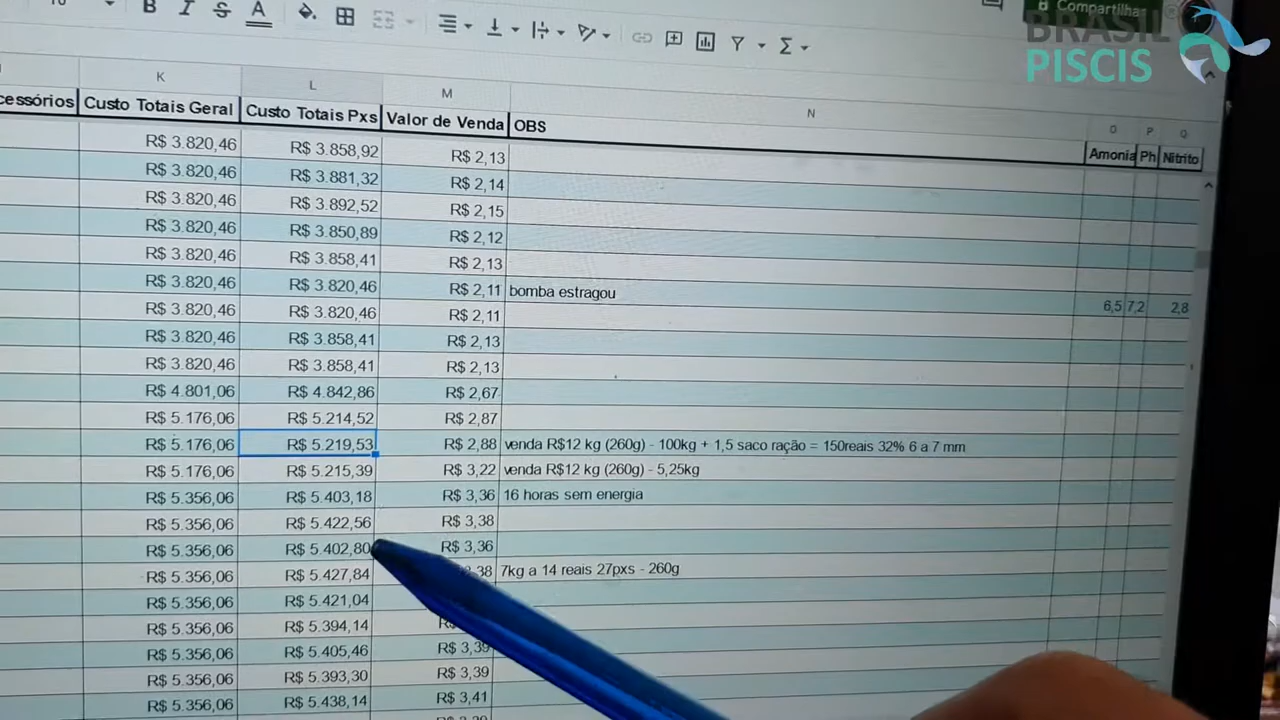 Compartilhar
BRASIL
PISCIS
K L M N O P Q
cessórios Custo Totais Geral Custo Totais Pxs Valor de Venda OBS Amonia Ph Nitrito
R$ 3.820,46 R$ 3.858,92 R$ 2,13
R$ 3.820,46 R$ 3.881,32 R$ 2,14
R$ 3.820,46 R$ 3.892,52 R$ 2,15
R$ 3.820,46 R$ 3.850,89 R$ 2,12
R$ 3.820,46 R$ 3.858,41 R$ 2,13
R$ 3.820,46 R$ 3.820,46 R$ 2,11 bomba estragou
R$ 3.820,46 R$ 3.820,46 R$ 2,11 6,5 7,2 2,8
R$ 3.820,46 R$ 3.858,41 R$ 2,13
R$ 3.820,46 R$ 3.858,41 R$ 2,13
R$ 4.801,06 R$ 4.842,86 R$ 2,67
R$ 5.176,06 R$ 5.214,52 R$ 2,87
R$ 5.176,06 R$ 5.219,53 R$ 2,88 venda R$12 kg (260g) - 100kg + 1,5 saco ração = 150reais 32% 6 a 7 mm
R$ 5.176,06 R$ 5.215,39 R$ 3,22 venda R$12 kg (260g) - 5,25kg
R$ 5.356,06 R$ 5.403,18 R$ 3,36 16 horas sem energia
R$ 5.356,06 R$ 5.422,56 R$ 3,38
R$ 5.356,06 R$ 5.402,80 R$ 3,36
R$ 5.356,06 R$ 5.427,84 38 7kg a 14 reais 27pxs - 260g
R$ 5.356,06 R$ 5.421,04
R$ 5.356,06 R$ 5.394,14
R$ 5.356,06 R$ 5.405,46 R$ 3,39
R$ 5.356,06 R$ 5.393,30 R$ 3,39
R$ 5.356,06 R$ 5.438,14 R$ 3,41